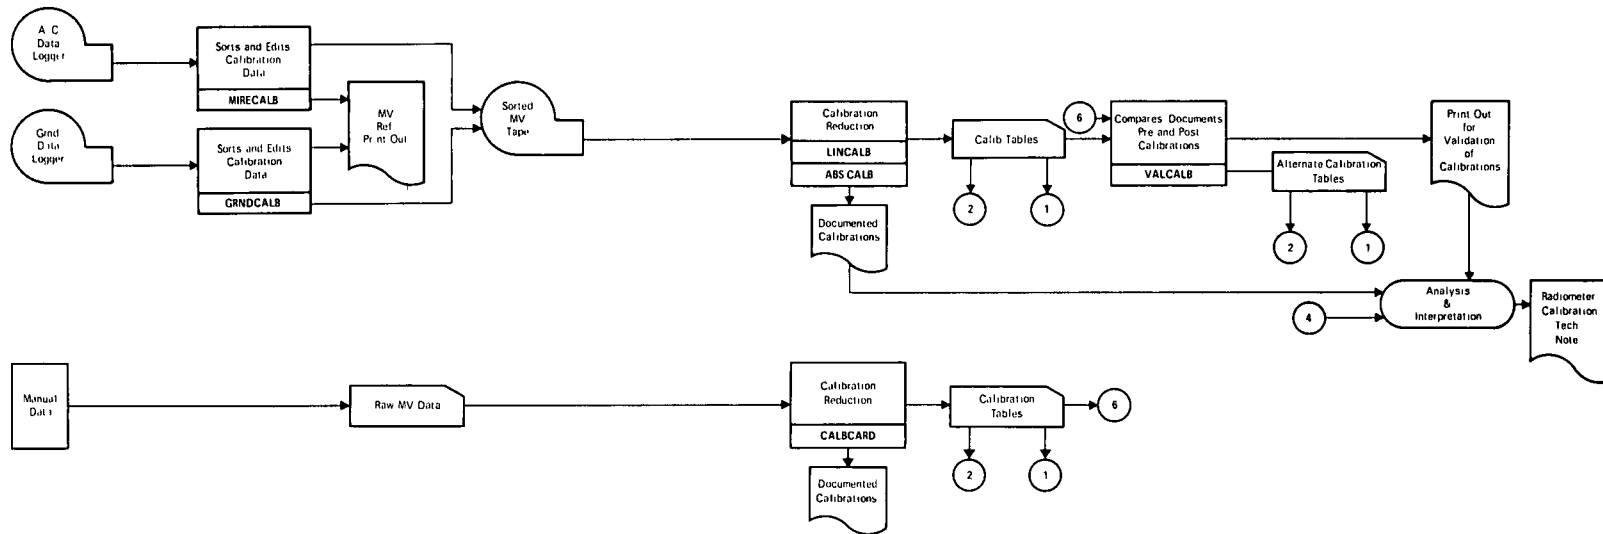 A C
Data
Logger
Sorts and Edits
Calibration
Data
MIRECALB
MV
Ref
Print Out
Grnd
Data
Logger
Sorts and Edits
Calibration
Data
GRNDCALB
Sorted
MV
Tape
Calibration
Reduction
LINCALB
ABS CALB
Documented
Calibrations
Calib Tables
2
1
6
Compares Documents
Pre and Post
Calibrations
VALCALB
Alternate Calibration
Tables
2
1
Print Out
for
Validation
of
Calibrations
Analysis
&
Interpretation
4
Radiometer
Calibration
Tech
Note
Manual
Data
Raw MV Data
Calibration
Reduction
CALBCARD
Documented
Calibrations
Calibration
Tables
2
1
6